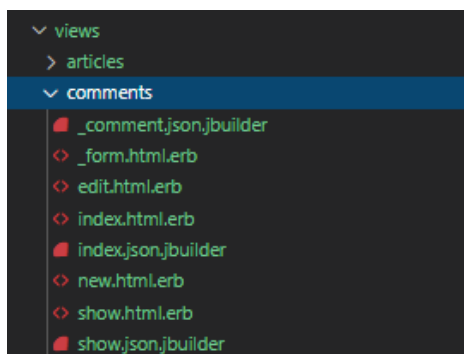 views
articles
comments
_comment.json.jbuilder
_form.html.erb
edit.html.erb
index.html.erb
index.json.jbuilder
new.html.erb
show.html.erb
show.json.jbuilder